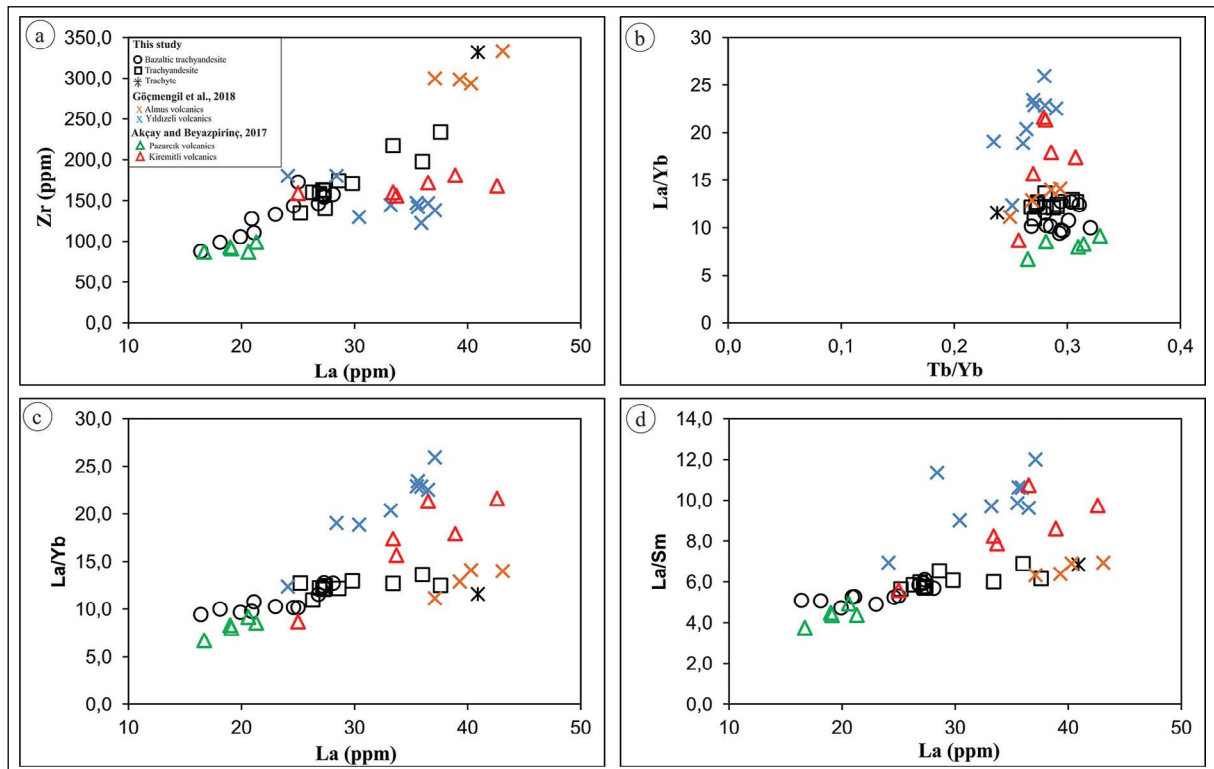 a
350,0
300,0
250,0
200,0
150,0
100,0
50,0
0,0
Zr (ppm)
This study
Bazaltic trachyandesite
Trachyandesite
Trachyte
Göçmengil et al., 2018
Almus volcanics
Yıldızeli volcanics
Akçay and Beyazpirinç, 2017
Pazarcık volcanics
Kiremitli volcanics
10 20 30 40 50
La (ppm)
b
30
25
20
15
10
5
0
La/Yb
0,0 0,1 0,2 0,3 0,4
Tb/Yb
c
30,0
25,0
20,0
15,0
10,0
5,0
0,0
La/Yb
10 20 30 40 50
La (ppm)
d
14,0
12,0
10,0
8,0
6,0
4,0
2,0
0,0
La/Sm
10 20 30 40 50
La (ppm)